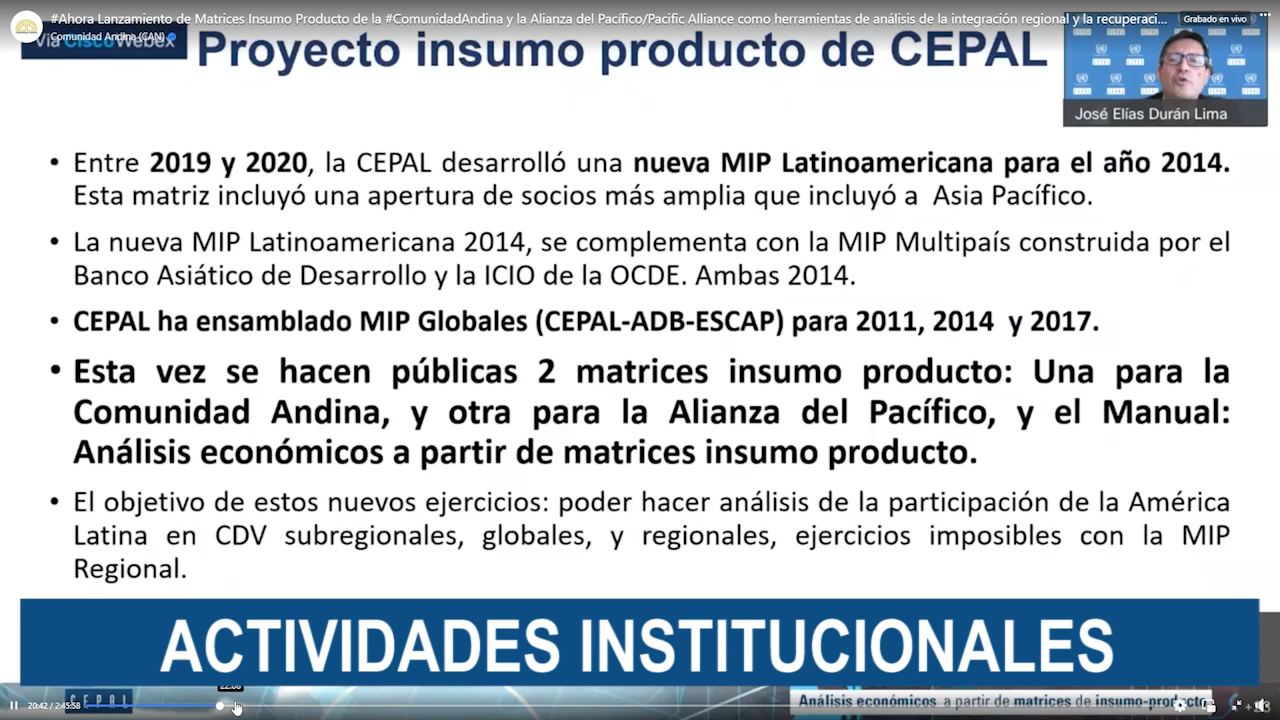 #Ahora Lanzamiento de Matrices Insumo Producto de la #ComunidadAndina y la Alianza del Pacífico/Pacific Alliance como herramientas de análisis de la integración regional y la recuperaci...
Grabado en vivo
Comunidad Andina (CAN)
Vía Cisco Webex
Proyecto insumo producto de CEPAL
José Elías Durán Lima
• Entre 2019 y 2020, la CEPAL desarrolló una nueva MIP Latinoamericana para el año 2014.
Esta matriz incluyó una apertura de socios más amplia que incluyó a Asia Pacífico.
• La nueva MIP Latinoamericana 2014, se complementa con la MIP Multipaís construida por el
Banco Asiático de Desarrollo y la ICIO de la OCDE. Ambas 2014.
• CEPAL ha ensamblado MIP Globales (CEPAL-ADB-ESCAP) para 2011, 2014 y 2017.
• Esta vez se hacen públicas 2 matrices insumo producto: Una para la
Comunidad Andina, y otra para la Alianza del Pacífico, y el Manual:
Análisis económicos a partir de matrices insumo producto.
• El objetivo de estos nuevos ejercicios: poder hacer análisis de la participación de la América
Latina en CDV subregionales, globales, y regionales, ejercicios imposibles con la MIP
Regional.
ACTIVIDADES INSTITUCIONALES
CEPAL
20:42 / 2:45:58
Análisis económicos a partir de matrices de insumo-producto